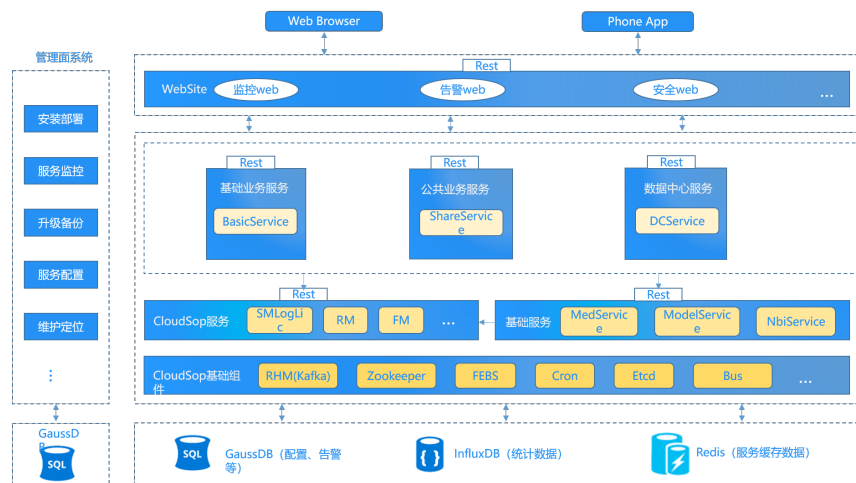 Web Browser
Phone App
管理面系统
Rest
WebSite
监控web
告警web
安全web
...
安装部署
服务监控
升级备份
服务配置
维护定位
...
Rest
基础业务服务
BasicService
Rest
公共业务服务
ShareServic
e
Rest
数据中心服务
DCService
Rest
CloudSop服务
SMLogLi
c
RM
FM
...
Rest
基础服务
MedServic
e
ModelServic
e
NbiService
CloudSop基础组
件
RHM(Kafka)
Zookeeper
FEBS
Cron
Etcd
Bus
...
GaussD
B
SQL
SQL
GaussDB（配置、告警
等）
{ }
InfluxDB（统计数据）
Redis（服务缓存数据）